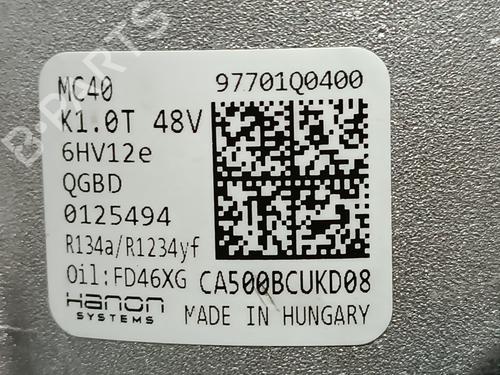 MC40 97701Q0400
K1.0T 48V
6HV12e
QGBD
0125494
R134a/R1234yf
Oil:FD46XG CA500BCUKD08
Hanon
SYSTEMS MADE IN HUNGARY
B-PARTS